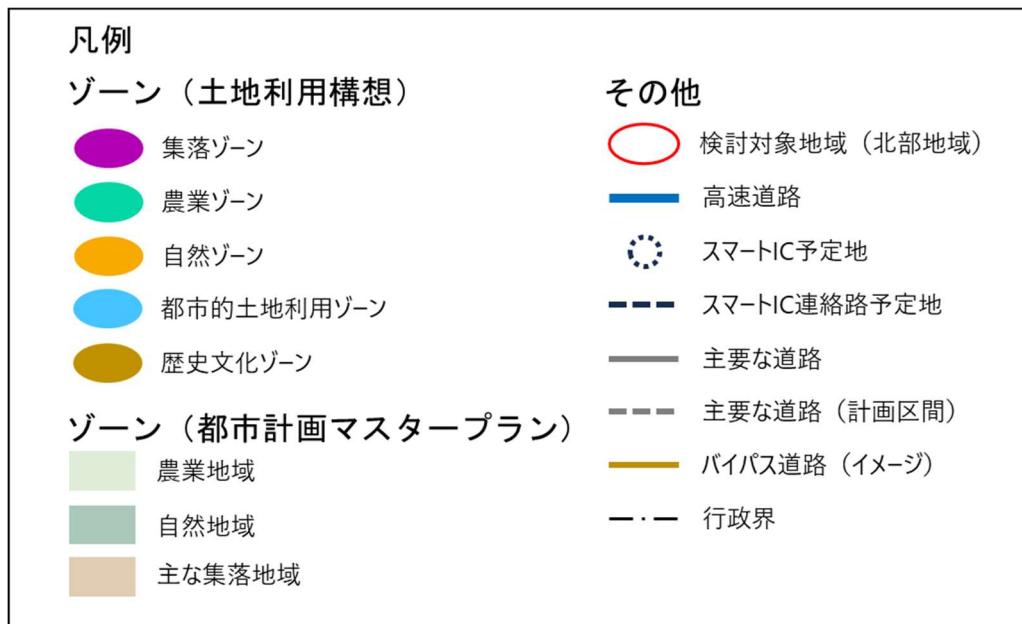 凡例
ゾーン（土地利用構想）
集落ゾーン
農業ゾーン
自然ゾーン
都市的土地利用ゾーン
歴史文化ゾーン
ゾーン（都市計画マスタープラン）
農業地域
自然地域
主な集落地域
その他
検討対象地域（北部地域）
高速道路
スマートIC予定地
スマートIC連絡路予定地
主要な道路
主要な道路（計画区間）
バイパス道路（イメージ）
行政界